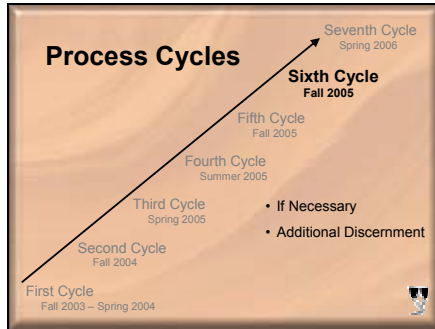 Process Cycles
Seventh Cycle
Spring 2006
Sixth Cycle
Fall 2005
Fifth Cycle
Fall 2005
Fourth Cycle
Summer 2005
Third Cycle
Spring 2005
• If Necessary
• Additional Discernment
Second Cycle
Fall 2004
First Cycle
Fall 2003 – Spring 2004